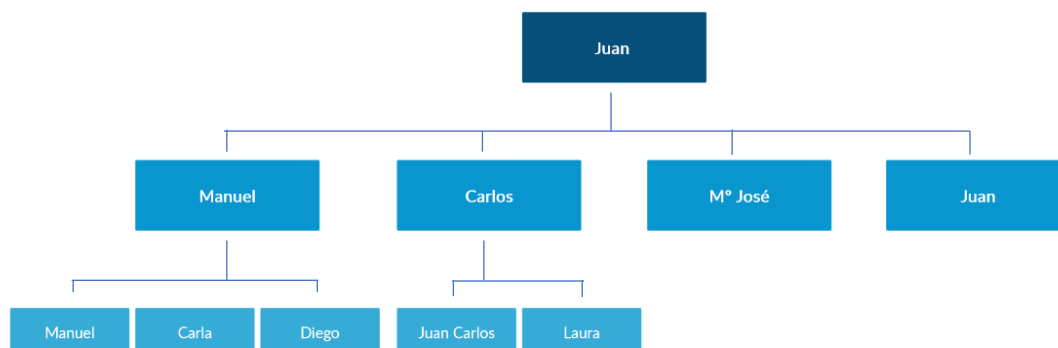 Juan
Manuel
Carlos
Mº José
Juan
Manuel
Carla
Diego
Juan Carlos
Laura